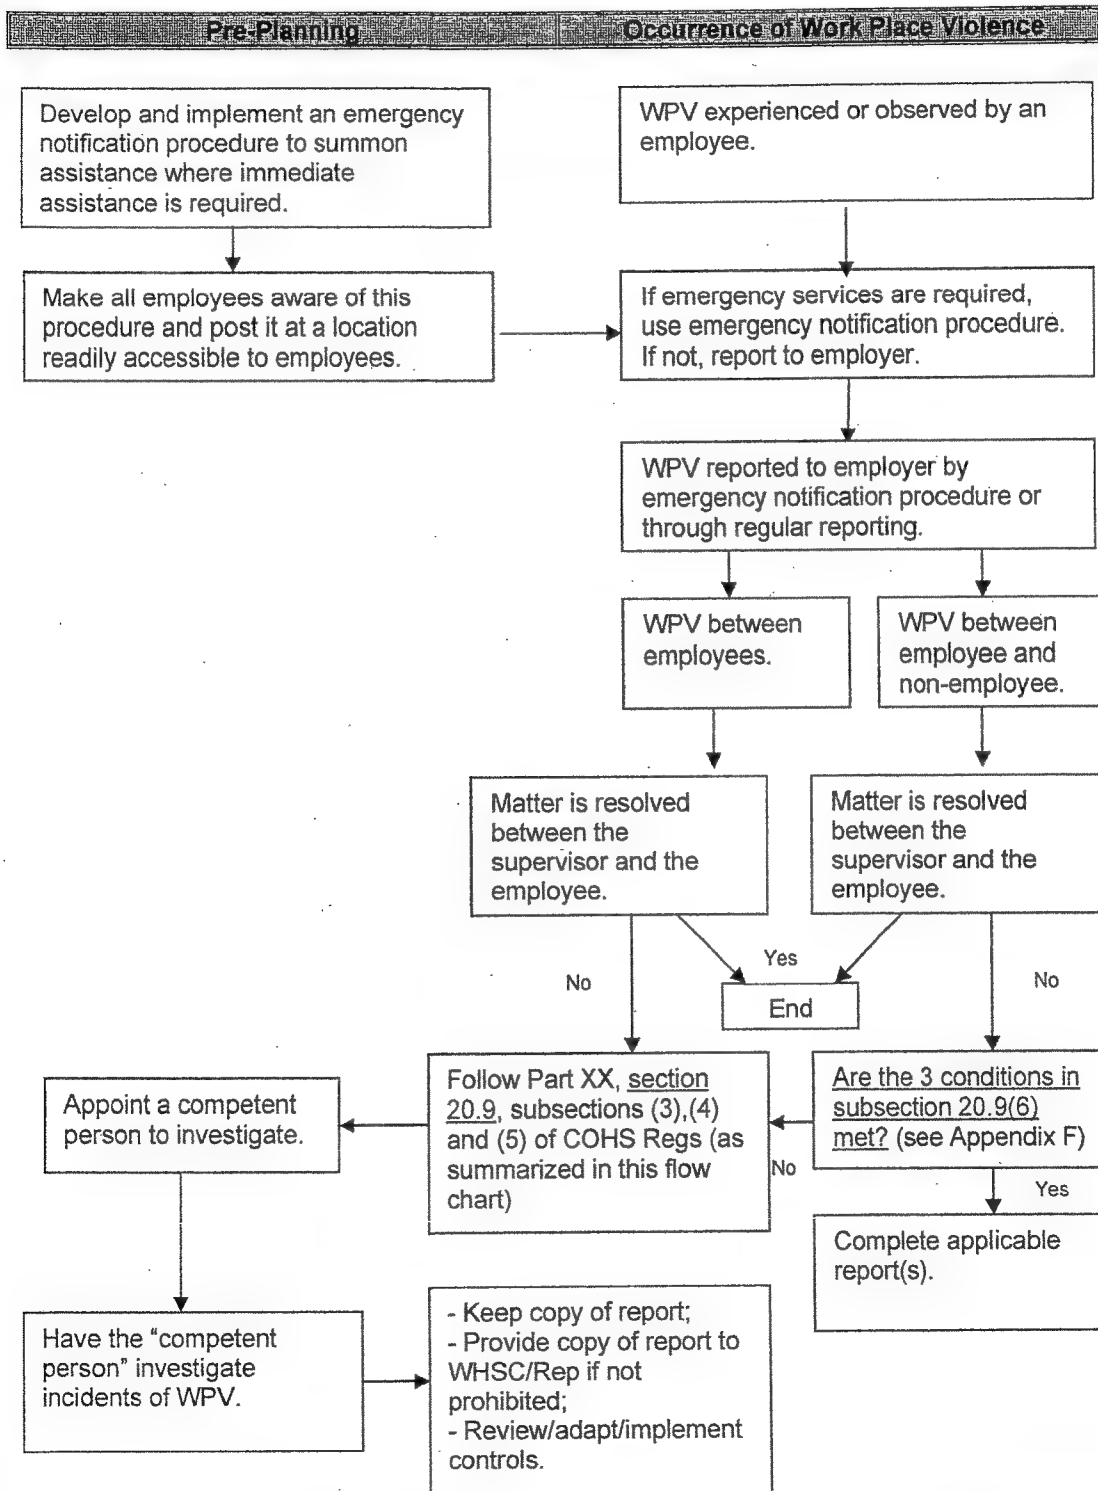 Pre-Planning
Occurrence of Work Place Violence
Develop and implement an emergency
notification procedure to summon
assistance where immediate
assistance is required.
WPV experienced or observed by an
employee.
Make all employees aware of this
procedure and post it at a location
readily accessible to employees.
If emergency services are required,
use emergency notification procedure.
If not, report to employer.
WPV reported to employer by
emergency notification procedure or
through regular reporting.
WPV between
employees.
WPV between
employee and
non-employee.
Matter is resolved
between the
supervisor and the
employee.
Matter is resolved
between the
supervisor and the
employee.
No
Yes
No
End
Appoint a competent
person to investigate.
Follow Part XX, section
20.9, subsections (3),(4)
and (5) of COHS Regs (as
summarized in this flow
chart)
No
Are the 3 conditions in
subsection 20.9(6)
met? (see Appendix F)
Yes
Complete applicable
report(s).
Have the “competent
person” investigate
incidents of WPV.
- Keep copy of report;
- Provide copy of report to
WHSC/Rep if not
prohibited;
- Review/adapt/implement
controls.